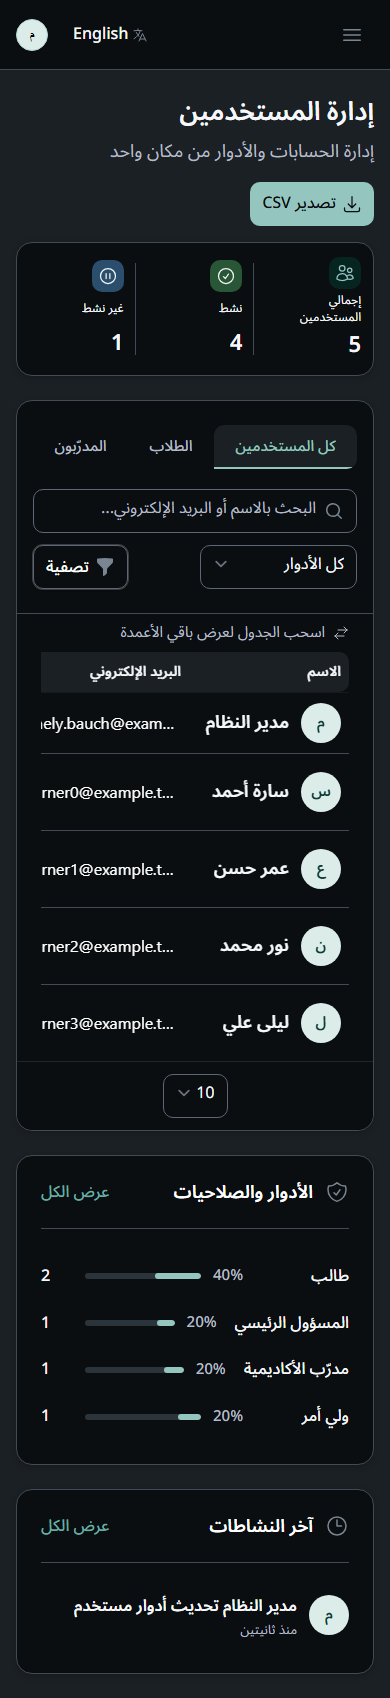 م
English
إدارة المستخدمين
إدارة الحسابات والأدوار من مكان واحد
تصدير CSV
إجمالي المستخدمين
5
نشط
4
غير نشط
1
كل المستخدمين
الطلاب
المدرّبون
البحث بالاسم أو البريد الإلكتروني...
كل الأدوار
تصفية
اسحب الجدول لعرض باقي الأعمدة
الاسم البريد الإلكتروني
م مدير النظام nely.bauch@exam...
س سارة أحمد rner0@example.t...
ع عمر حسن rner1@example.t...
ن نور محمد rner2@example.t...
ل ليلى علي rner3@example.t...
10
الأدوار والصلاحيات
عرض الكل
طالب 40% 2
المسؤول الرئيسي 20% 1
مدرّب الأكاديمية 20% 1
ولي أمر 20% 1
آخر النشاطات
عرض الكل
م
مدير النظام تحديث أدوار مستخدم
منذ ثانيتين